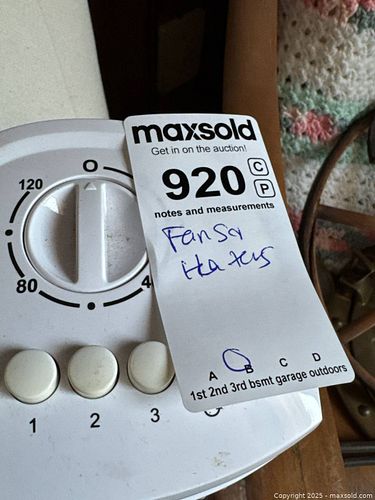 maxsold
Get in on the auction!
920 C
P
notes and measurements
Fans &
Heaters
A B C D
1st 2nd 3rd bsmt garage outdoors
O
120
80
1 2 3
Copyright 2025 - maxsold.com